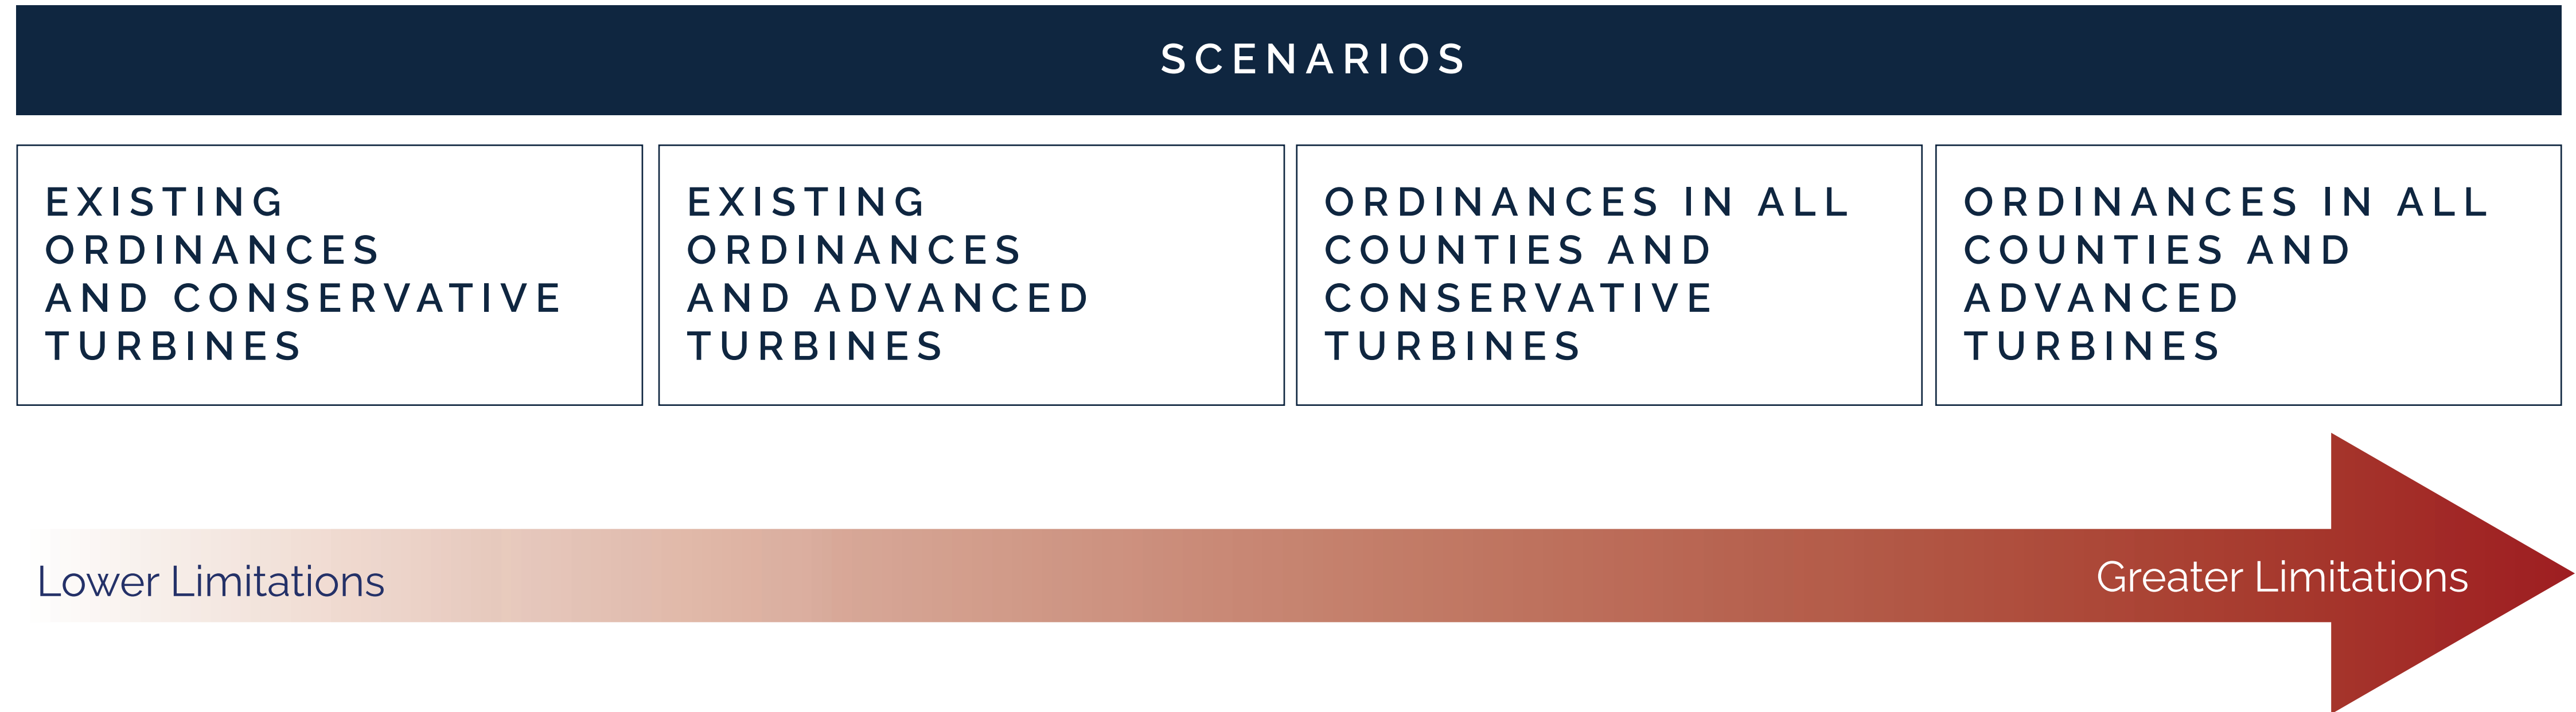 SCENARIOS
EXISTING
ORDINANCES
AND CONSERVATIVE
TURBINES
EXISTING
ORDINANCES
AND ADVANCED
TURBINES
ORDINANCES IN ALL
COUNTIES AND
CONSERVATIVE
TURBINES
ORDINANCES IN ALL
COUNTIES AND
ADVANCED
TURBINES
Lower Limitations
Greater Limitations